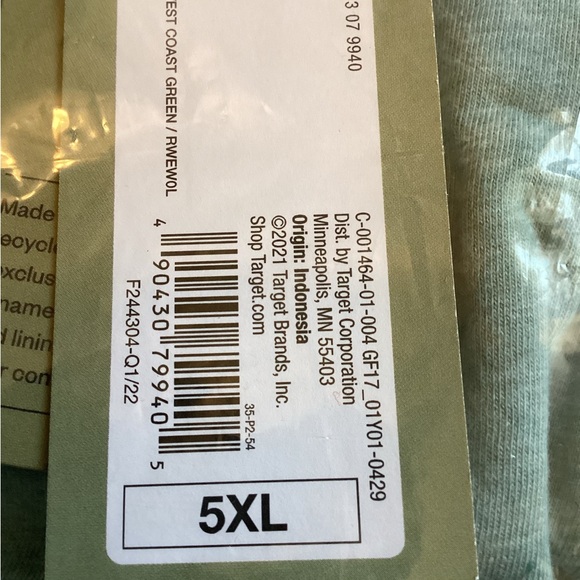 3 07 9940
EST COAST GREEN / RWEW0L
C-001464-01-004 GF17_01Y01-0429
Dist. by Target Corporation
Minneapolis, MN 55403
Origin: Indonesia
©2021 Target Brands, Inc.
Shop Target.com
35-P2-54
4 90430 79940 5
F244304-Q1/22
5XL
Made
ecycl
xclus
name
d linin
r con